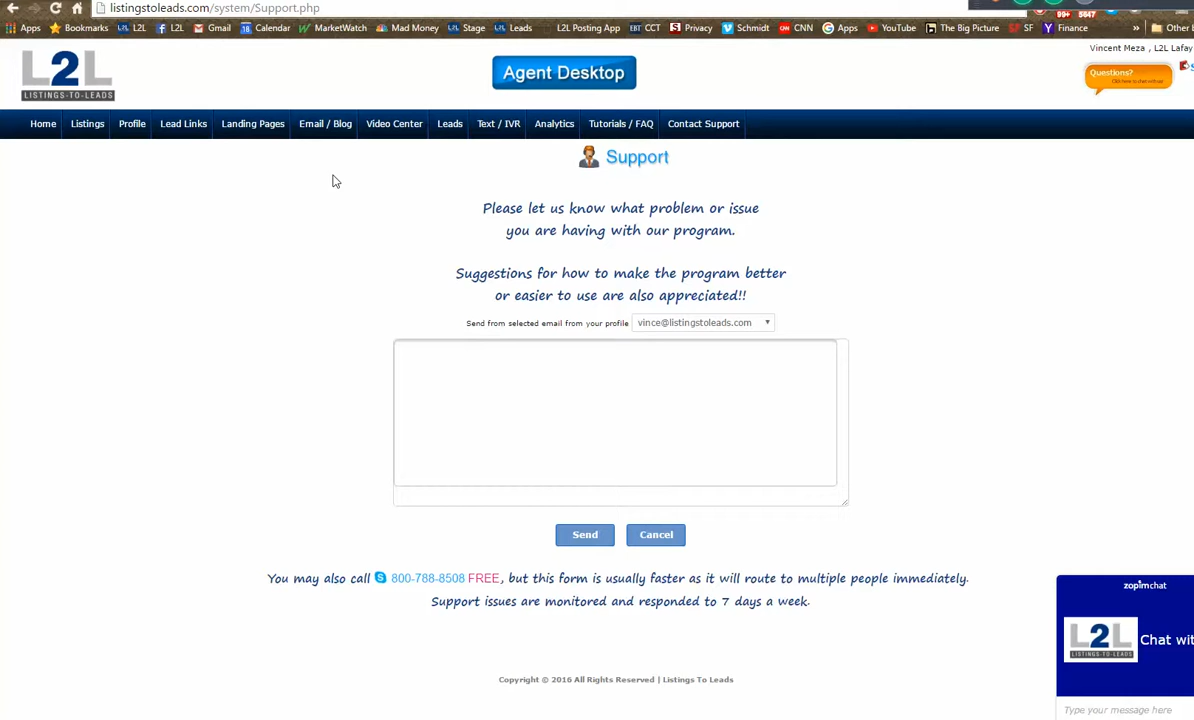 listingstoleads.com/system/Support.php
Apps Bookmarks L2L L2L Gmail Calendar MarketWatch Mad Money Stage Leads L2L Posting App CCT Privacy Schmidt CNN Apps YouTube The Big Picture SF Finance » Other
99+ 5647
Vincent Meza , L2L Lafay
L2L
LISTINGS-TO-LEADS
Agent Desktop
Questions?
Click here to chat with us
Home Listings Profile Lead Links Landing Pages Email / Blog Video Center Leads Text / IVR Analytics Tutorials / FAQ Contact Support
Support
Please let us know what problem or issue
you are having with our program.
Suggestions for how to make the program better
or easier to use are also appreciated!!
Send from selected email from your profile vince@listingstoleads.com
Send Cancel
You may also call 800-788-8508 FREE, but this form is usually faster as it will route to multiple people immediately.
Support issues are monitored and responded to 7 days a week.
zopimchat
L2L
LISTINGS-TO-LEADS
Chat wit
Type your message here
Copyright © 2016 All Rights Reserved | Listings To Leads